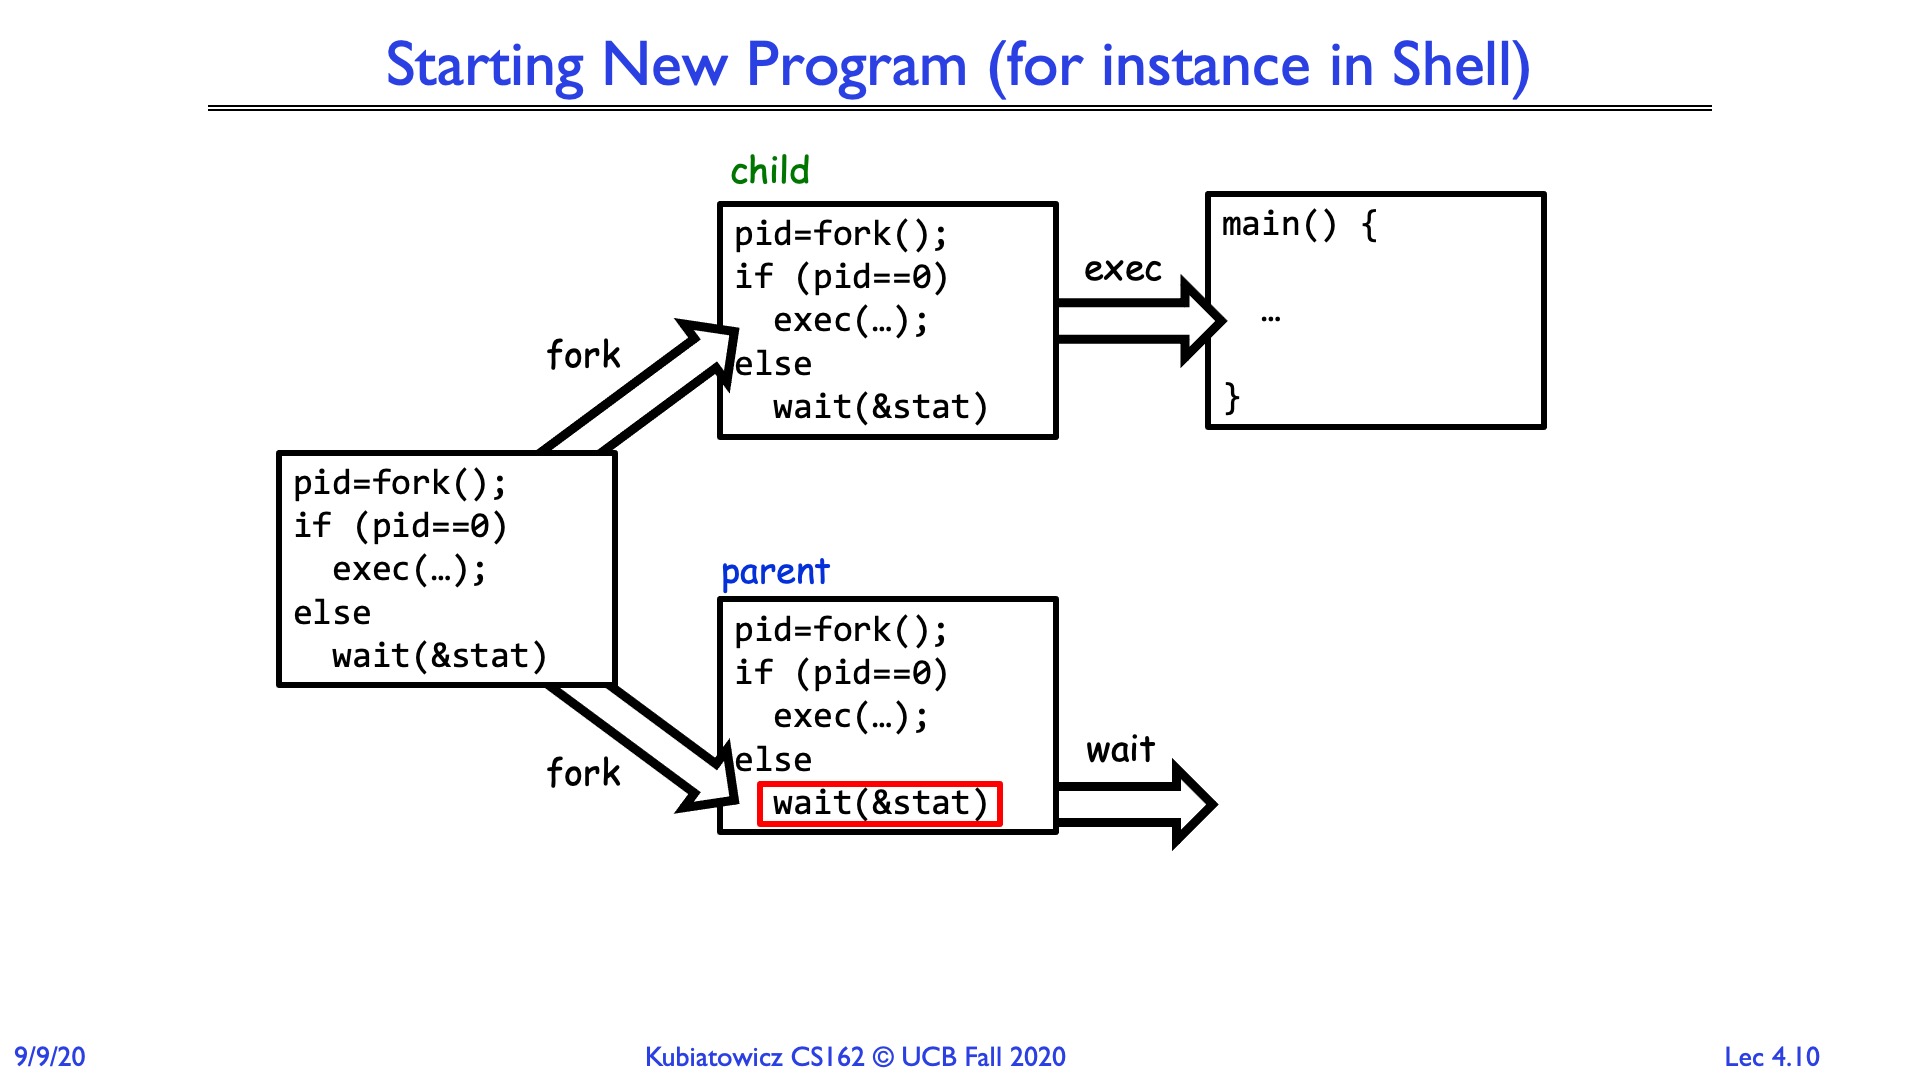 Starting New Program (for instance in Shell)
child
pid=fork();
if (pid==0)
exec(…);
else
wait(&stat)
exec
main() {
…
}
fork
pid=fork();
if (pid==0)
exec(…);
else
wait(&stat)
fork
parent
pid=fork();
if (pid==0)
exec(…);
else
wait(&stat)
wait
9/9/20
Kubiatowicz CS162 © UCB Fall 2020
Lec 4.10